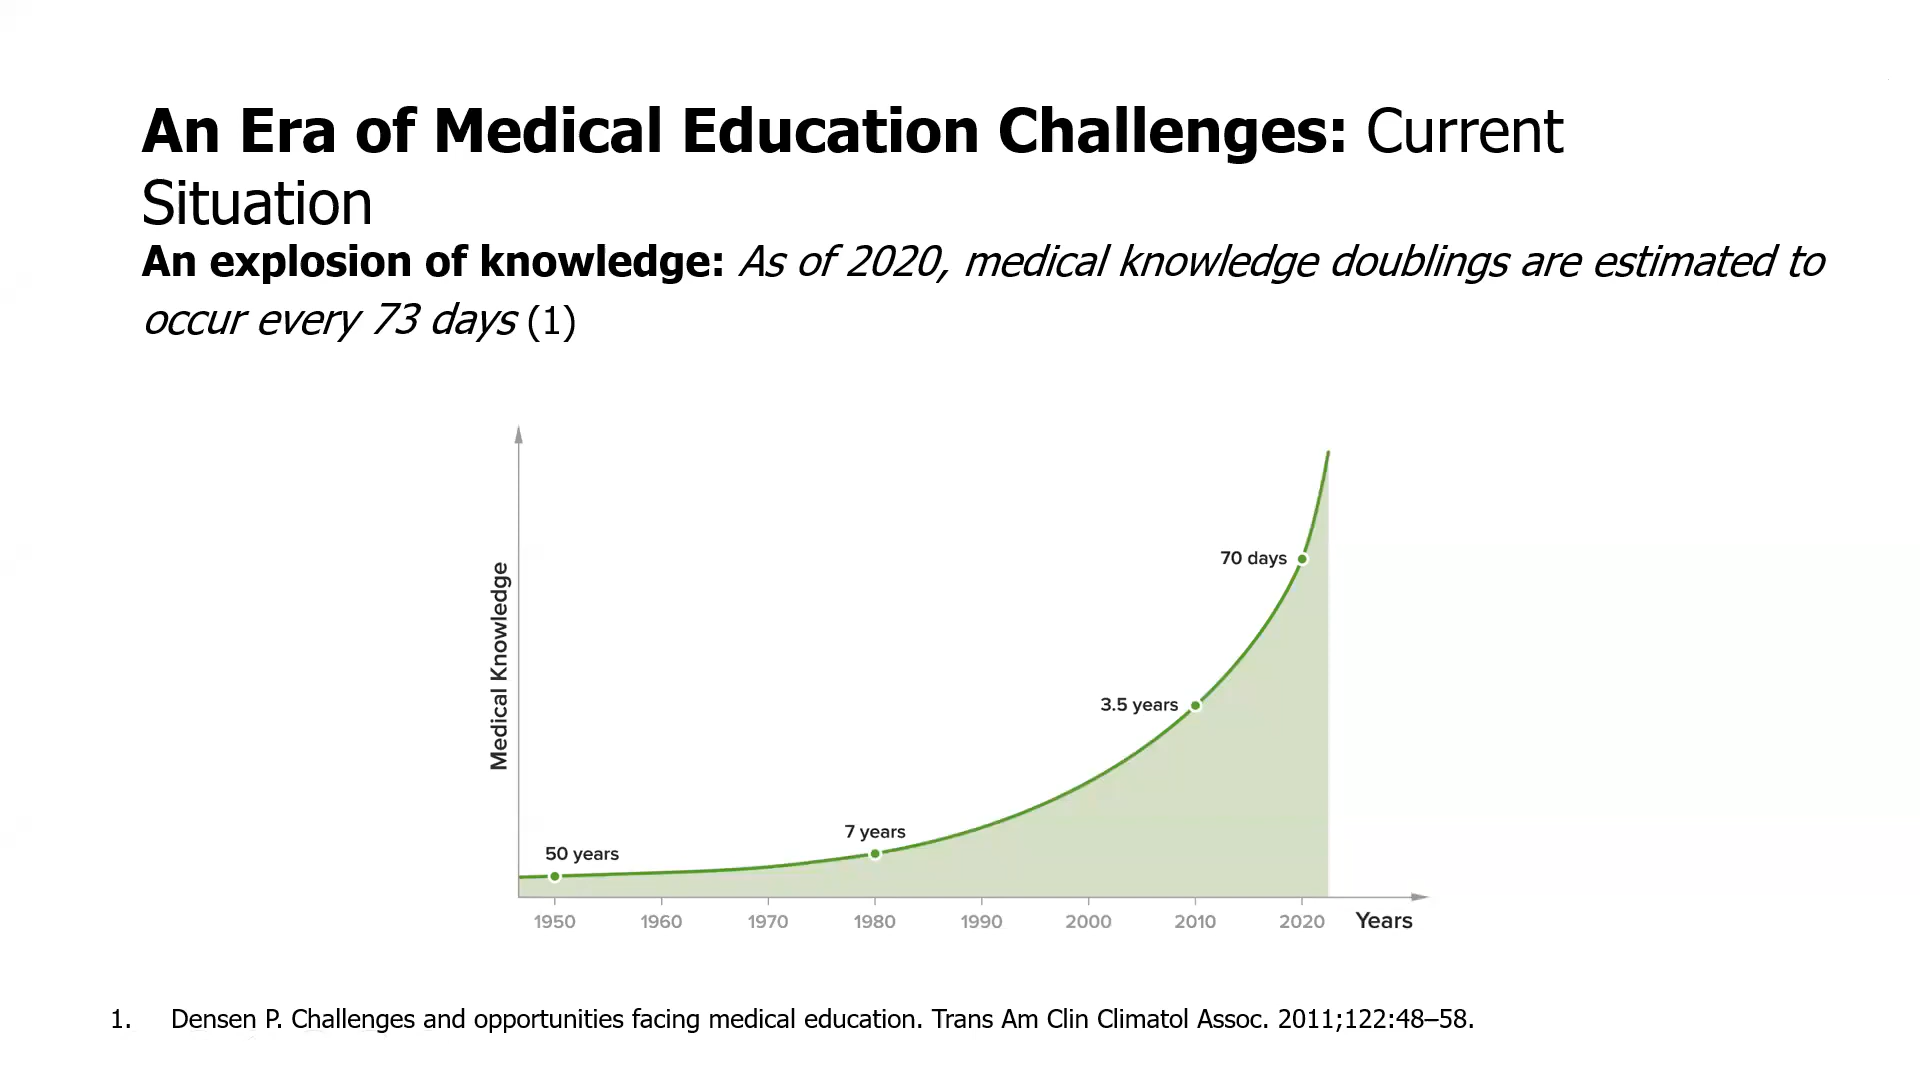 An Era of Medical Education Challenges: Current
Situation
An explosion of knowledge: As of 2020, medical knowledge doublings are estimated to
occur every 73 days (1)
Medical Knowledge
70 days
3.5 years
7 years
50 years
1950 1960 1970 1980 1990 2000 2010 2020 Years
1. Densen P. Challenges and opportunities facing medical education. Trans Am Clin Climatol Assoc. 2011;122:48–58.